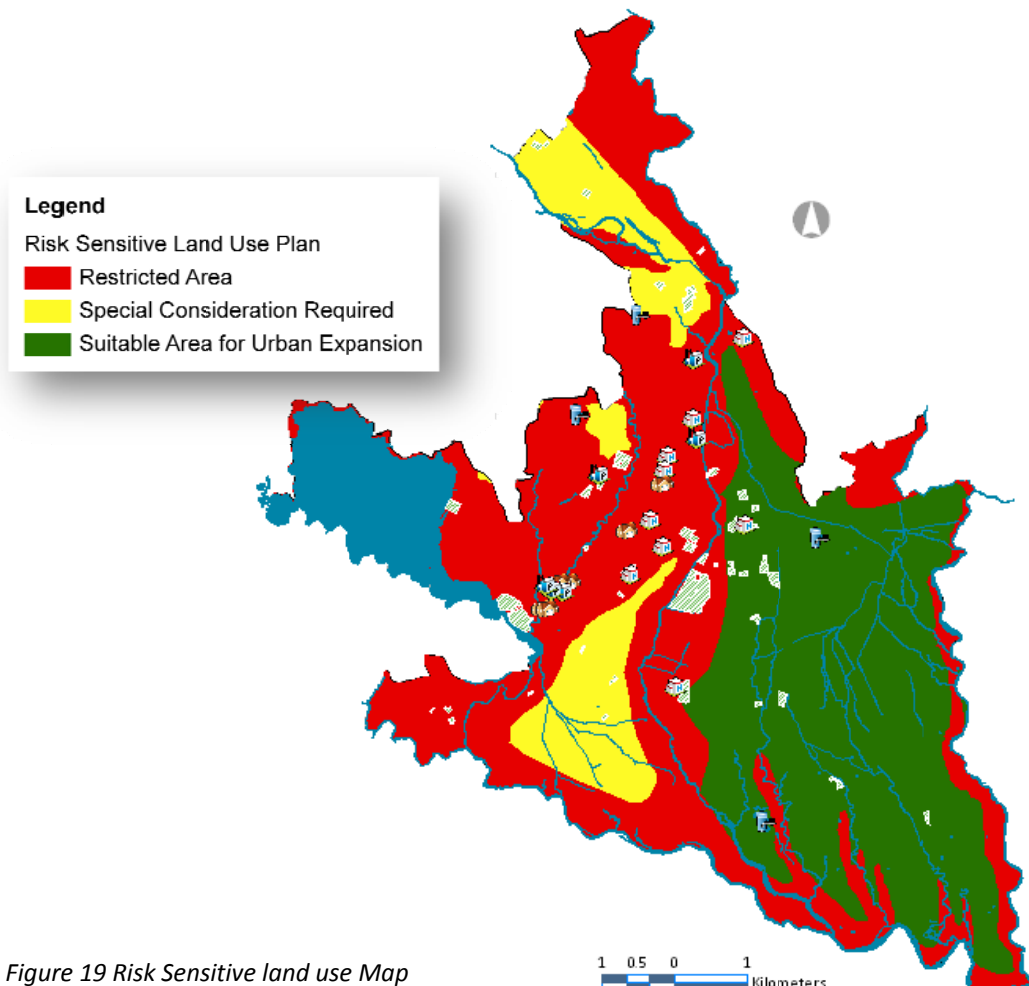 Legend
Risk Sensitive Land Use Plan
Restricted Area
Special Consideration Required
Suitable Area for Urban Expansion
Figure 19 Risk Sensitive land use Map
1 0.5 0 1
Kilometers